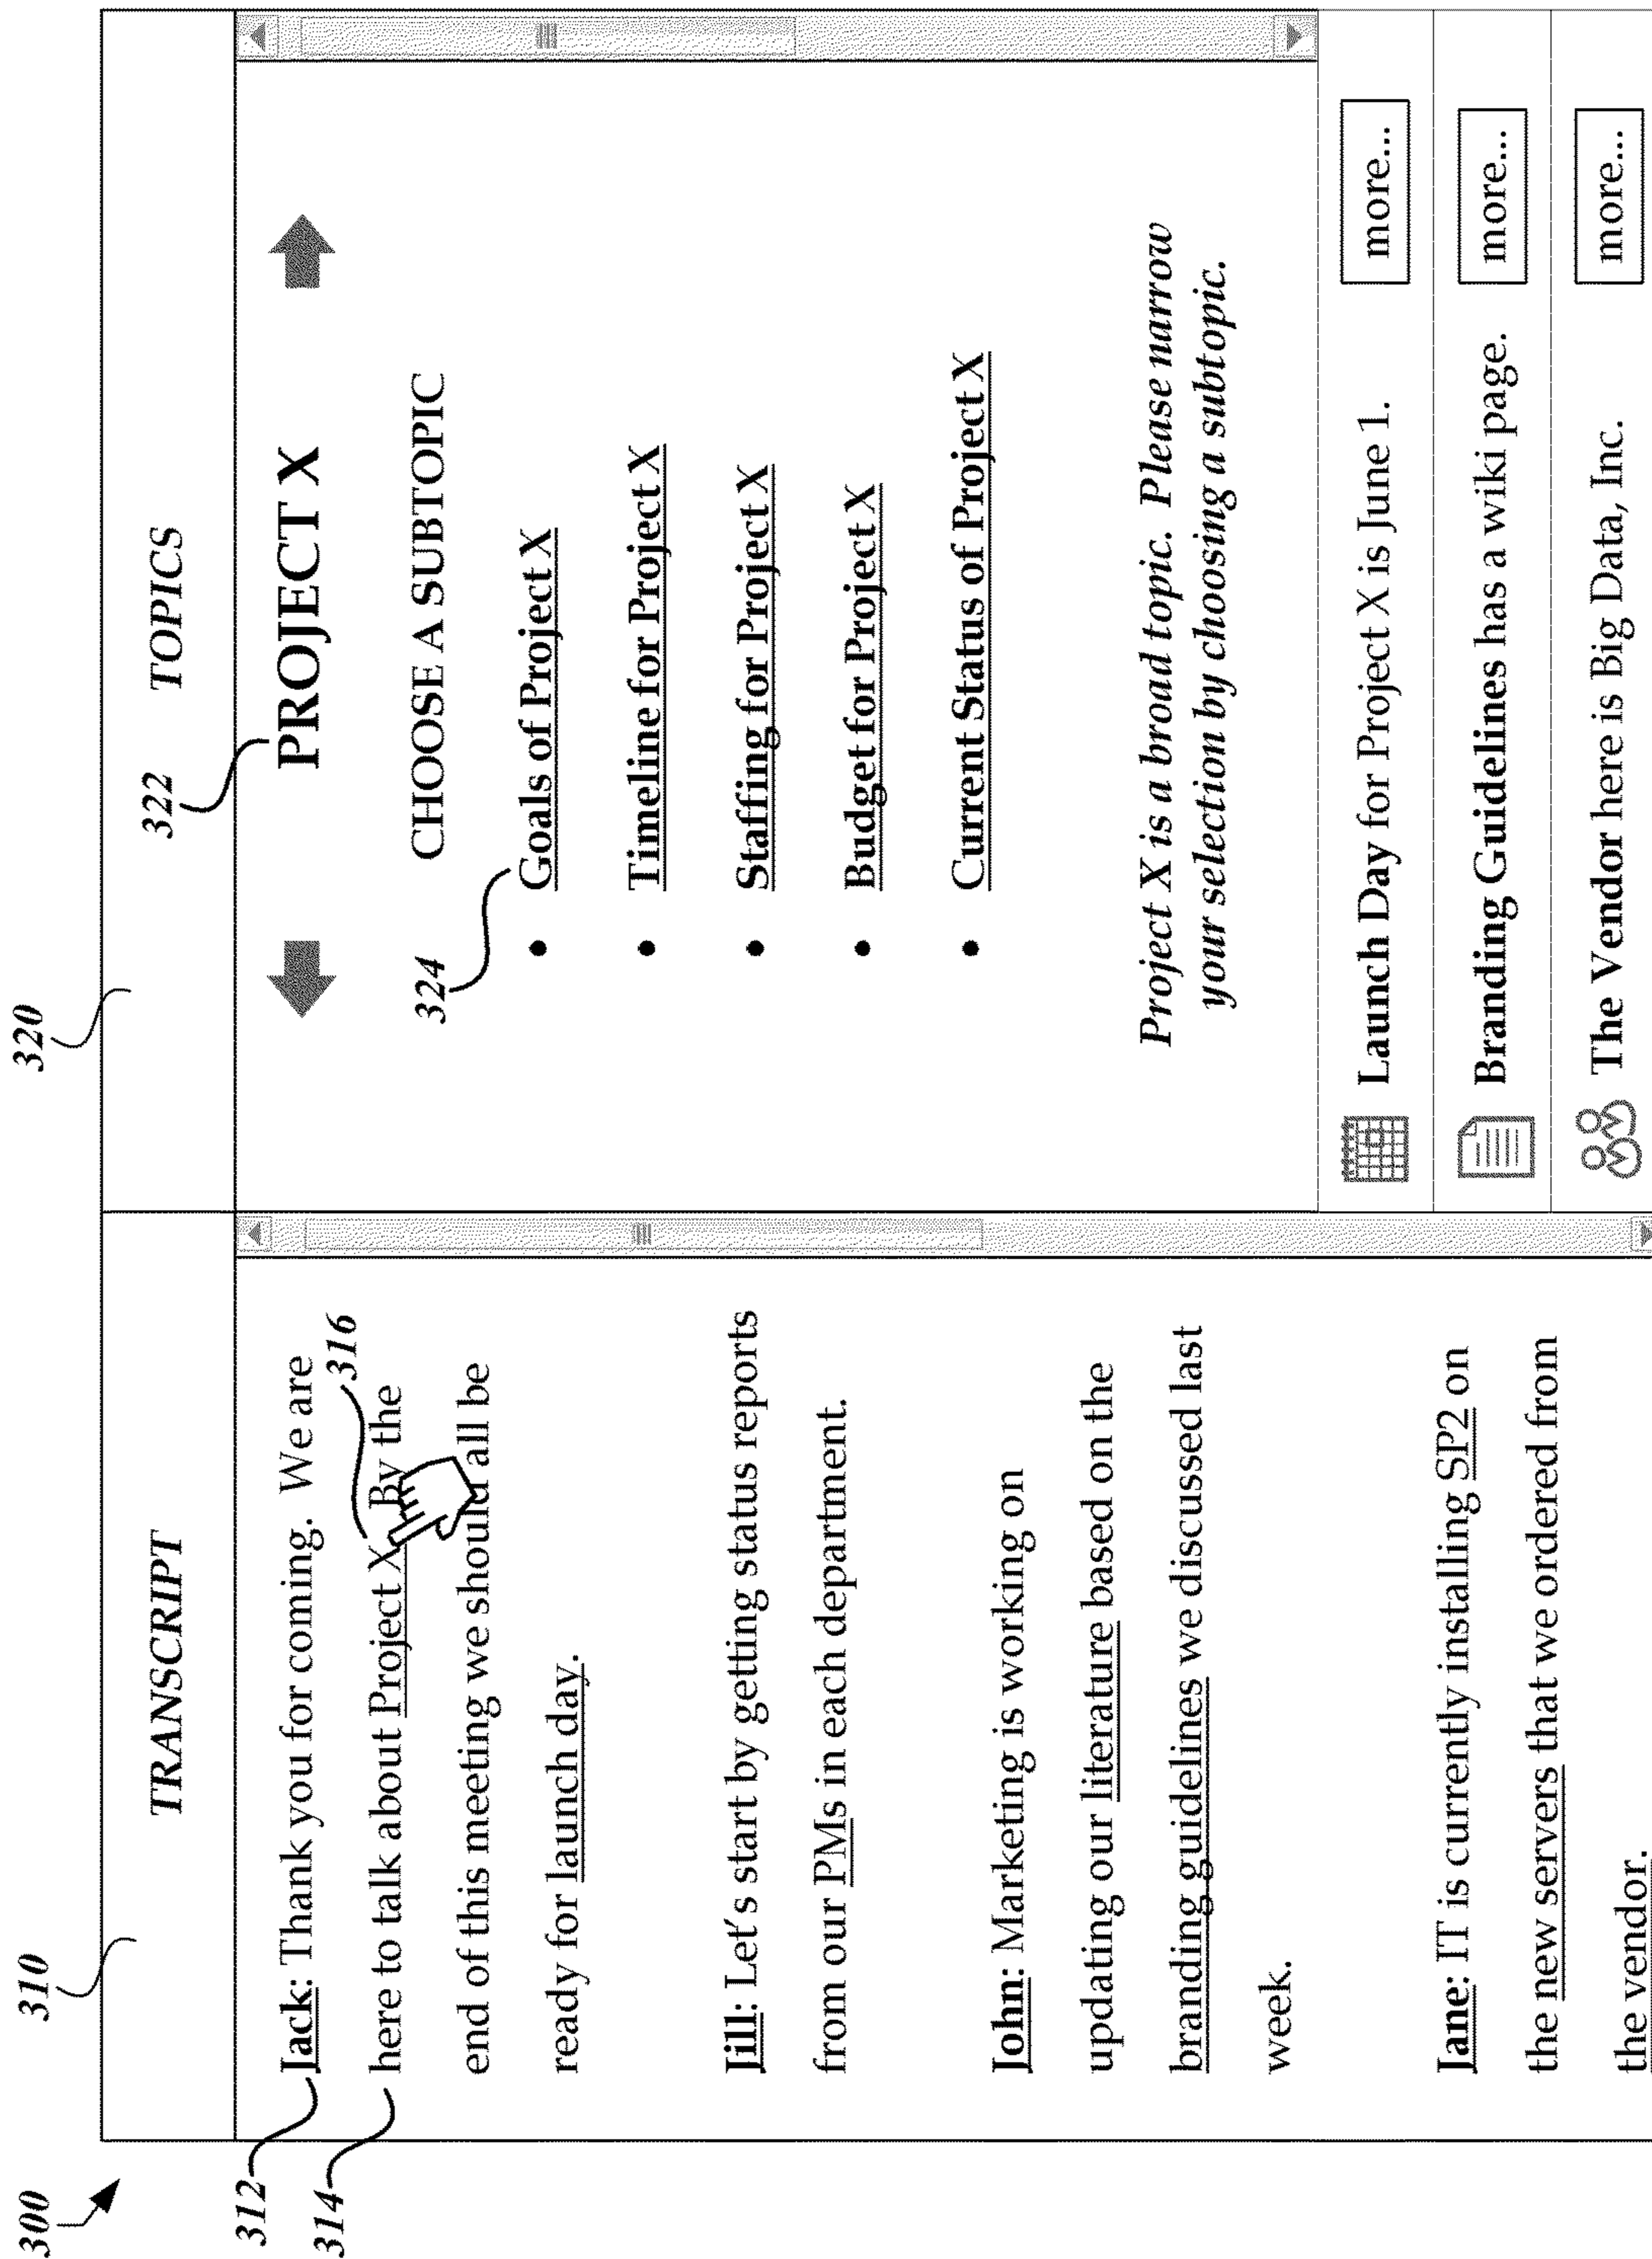 300
310
320
TRANSCRIPT
TOPICS
312
Jack: Thank you for coming. We are
314
here to talk about Project X. By the
316
end of this meeting we should all be
ready for launch day.
Jill: Let's start by getting status reports
from our PMs in each department.
John: Marketing is working on
updating our literature based on the
branding guidelines we discussed last
week.
Jane: IT is currently installing SP2 on
the new servers that we ordered from
the vendor.
322
PROJECT X
324
CHOOSE A SUBTOPIC
• Goals of Project X
• Timeline for Project X
• Staffing for Project X
• Budget for Project X
• Current Status of Project X
Project X is a broad topic. Please narrow
your selection by choosing a subtopic.
Launch Day for Project X is June 1. more...
Branding Guidelines has a wiki page. more...
The Vendor here is Big Data, Inc. more...